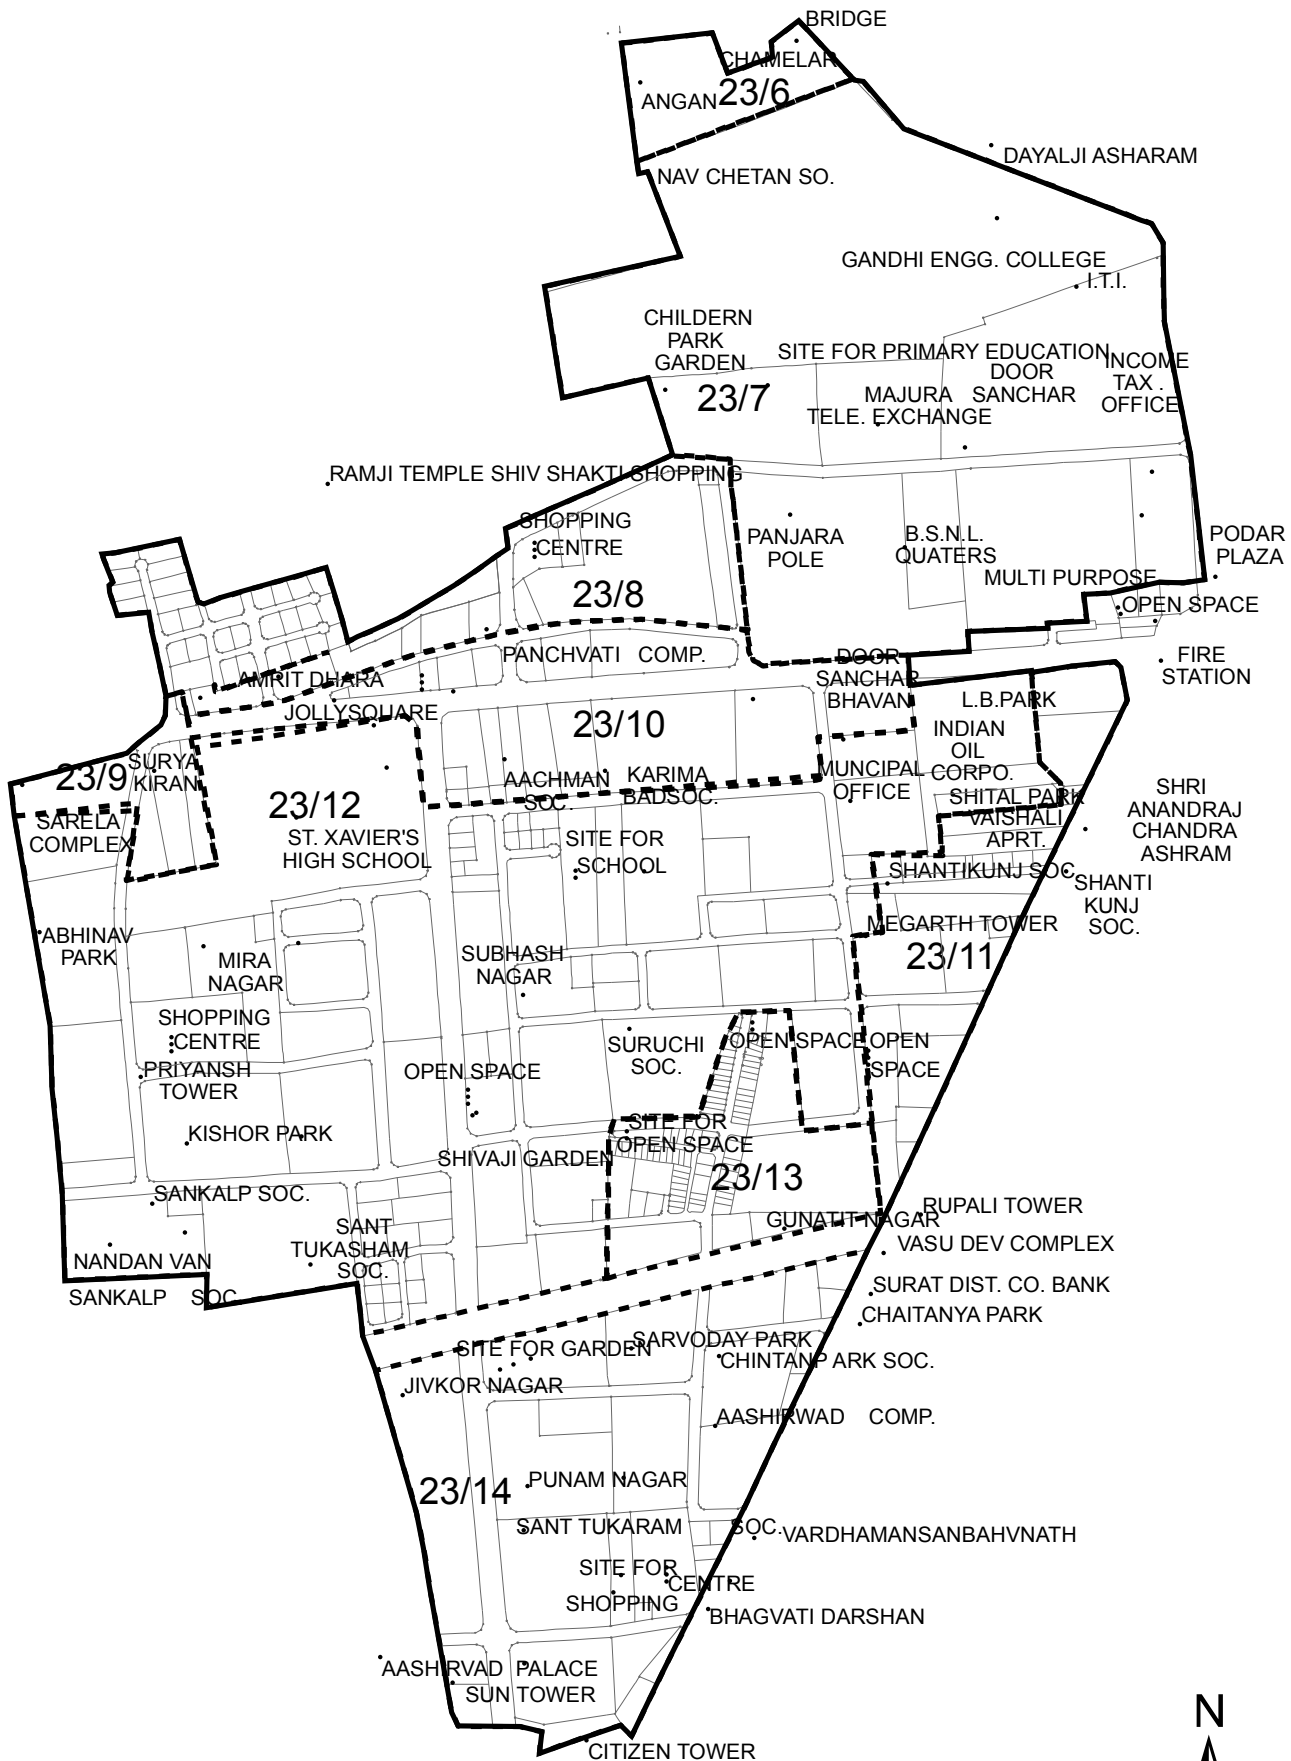 BRIDGE
CHAMELAR
ANGAN
23/6
DAYALJI ASHARAM
NAV CHETAN SO.
GANDHI ENGG. COLLEGE
I.T.I.
CHILDERN
PARK
GARDEN
SITE FOR PRIMARY EDUCATION
DOOR
SANCHAR
INCOME
TAX .
OFFICE
23/7
MAJURA
TELE. EXCHANGE
RAMJI TEMPLE SHIV SHAKTI SHOPPING
SHOPPING
CENTRE
PANJARA
POLE
B.S.N.L.
QUATERS
PODAR
PLAZA
MULTI PURPOSE
23/8
OPEN SPACE
PANCHVATI COMP.
DOOR
SANCHAR
BHAVAN
FIRE
STATION
AMRIT DHARA
L.B.PARK
JOLLYSQUARE
23/10
INDIAN
OIL
CORPO.
23/9
SURYA
KIRAN
AACHMAN
SOC.
KARIMA
BADSOC.
MUNCIPAL
OFFICE
SHITAL PARK
SHRI
ANANDRAJ
CHANDRA
ASHRAM
23/12
SARELA
COMPLEX
ST. XAVIER'S
HIGH SCHOOL
SITE FOR
SCHOOL
VAISHALI
APRT.
SHANTIKUNJ SOC.
SHANTI
KUNJ
SOC.
MEGARTH TOWER
ABHINAV
PARK
MIRA
NAGAR
SUBHASH
NAGAR
23/11
SHOPPING
CENTRE
SURUCHI
SOC.
OPEN SPACE
OPEN
SPACE
PRIYANSH
TOWER
OPEN SPACE
KISHOR PARK
SITE FOR
OPEN SPACE
SHIVAJI GARDEN
23/13
SANKALP SOC.
SANT
TUKASHAM
SOC.
GUNATIT NAGAR
RUPALI TOWER
VASU DEV COMPLEX
NANDAN VAN
SANKALP SOC.
SURAT DIST. CO. BANK
CHAITANYA PARK
SITE FOR GARDEN
SARVODAY PARK
CHINTANP ARK SOC.
JIVKOR NAGAR
AASHIRWAD COMP.
23/14
PUNAM NAGAR
SANT TUKARAM SOC.
VARDHAMANSANBAHVNATH
SITE FOR
SHOPPING
CENTRE
BHAGVATI DARSHAN
AASHIRVAD PALACE
SUN TOWER
CITIZEN TOWER
N